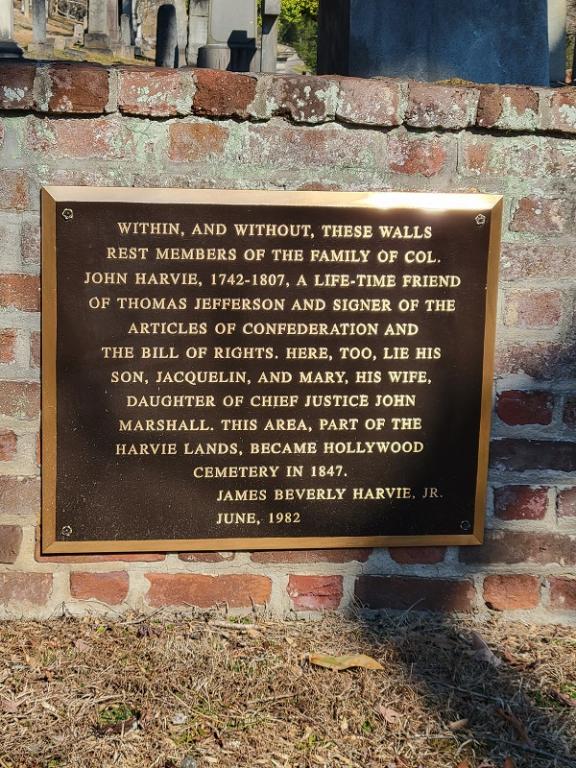 WITHIN, AND WITHOUT, THESE WALLS
REST MEMBERS OF THE FAMILY OF COL.
JOHN HARVIE, 1742-1807, A LIFE-TIME FRIEND
OF THOMAS JEFFERSON AND SIGNER OF THE
ARTICLES OF CONFEDERATION AND
THE BILL OF RIGHTS. HERE, TOO, LIE HIS
SON, JACQUELIN, AND MARY, HIS WIFE,
DAUGHTER OF CHIEF JUSTICE JOHN
MARSHALL. THIS AREA, PART OF THE
HARVIE LANDS, BECAME HOLLYWOOD
CEMETERY IN 1847.
JAMES BEVERLY HARVIE, JR.
JUNE, 1982